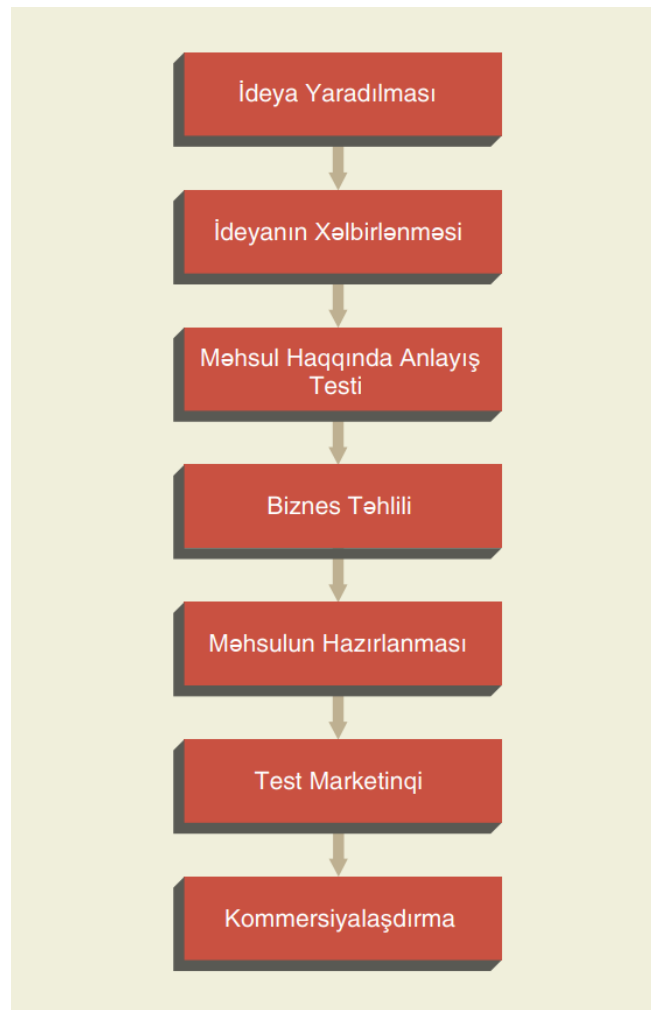 İdeya Yaradılması
İdeyanın Xəlbirlənməsi
Məhsul Haqqında Anlayış
Testi
Biznes Təhlili
Məhsulun Hazırlanması
Test Marketinqi
Kommersiyalaşdırma